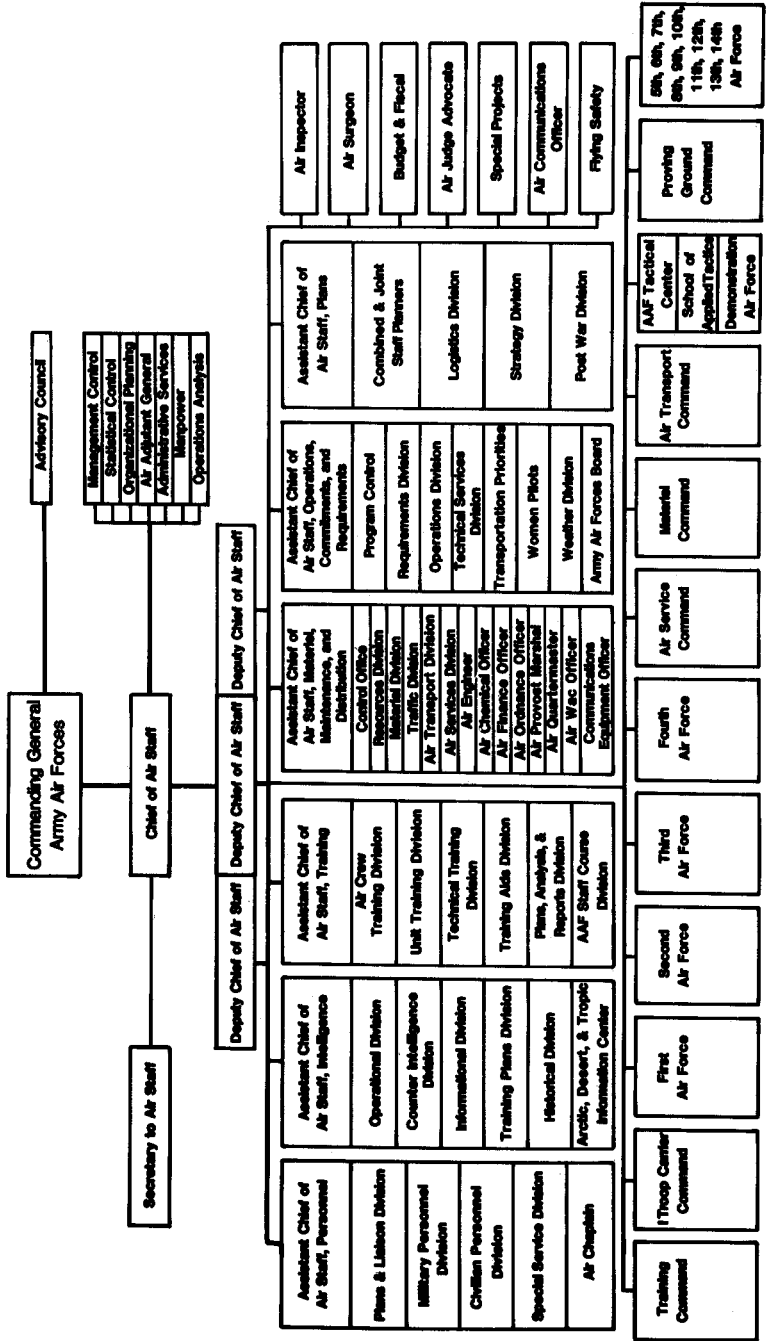 Commanding General
Army Air Forces
Advisory Council
Secretary to Air Staff
Chief of Air Staff
Management Control
Statistical Control
Organizational Planning
Air Adjutant General
Administrative Services
Manpower
Operations Analysis
Deputy Chief of Air Staff
Deputy Chief of Air Staff
Deputy Chief of Air Staff
Assistant Chief of
Air Staff, Personnel
Plans & Liaison Division
Military Personnel
Division
Civilian Personnel
Division
Special Service Division
Air Chaplain
Assistant Chief of
Air Staff, Intelligence
Operational Division
Counter Intelligence
Division
Informational Division
Training Plans Division
Historical Division
Arctic, Desert, & Tropic
Information Center
Assistant Chief of
Air Staff, Training
Air Crew
Training Division
Unit Training Division
Technical Training
Division
Training Aids Division
Plans, Analysis, &
Reports Division
AAF Staff Course
Division
Assistant Chief of
Air Staff, Materiel,
Maintenance, and
Distribution
Control Office
Resources Division
Materiel Division
Traffic Division
Air Transport Division
Air Services Division
Air Engineer
Air Chemical Officer
Air Finance Officer
Air Ordnance Officer
Air Provost Marshal
Air Quartermaster
Air Wac Officer
Communications
Equipment Officer
Assistant Chief of
Air Staff, Operations,
Commitments, and
Requirements
Program Control
Requirements Division
Operations Division
Technical Services
Division
Transportation Priorities
Women Pilots
Weather Division
Army Air Forces Board
Assistant Chief of
Air Staff, Plans
Combined & Joint
Staff Planners
Logistics Division
Strategy Division
Post War Division
Air Inspector
Air Surgeon
Budget & Fiscal
Air Judge Advocate
Special Projects
Air Communications
Officer
Flying Safety
Training
Command
I Troop Carrier
Command
First
Air Force
Second
Air Force
Third
Air Force
Fourth
Air Force
Air Service
Command
Materiel
Command
Air Transport
Command
AAF Tactical
Center
School of
Applied Tactics
Demonstration
Air Force
Proving
Ground
Command
5th, 6th, 7th,
8th, 9th, 10th,
11th, 12th,
13th, 14th
Air Force